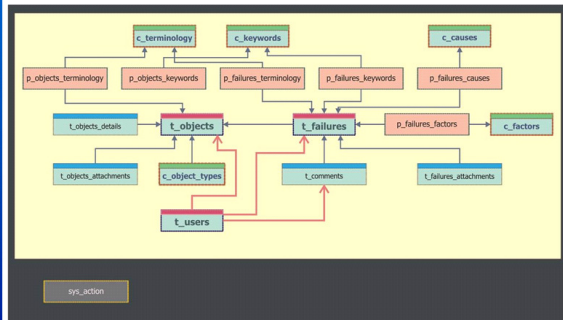 c_terminology
c_keywords
c_causes
p_objects_terminology
p_objects_keywords
p_failures_terminology
p_failures_keywords
p_failures_causes
t_objects_details
t_objects
t_failures
p_failures_factors
c_factors
t_objects_attachments
c_object_types
t_comments
t_failures_attachments
t_users
sys_action